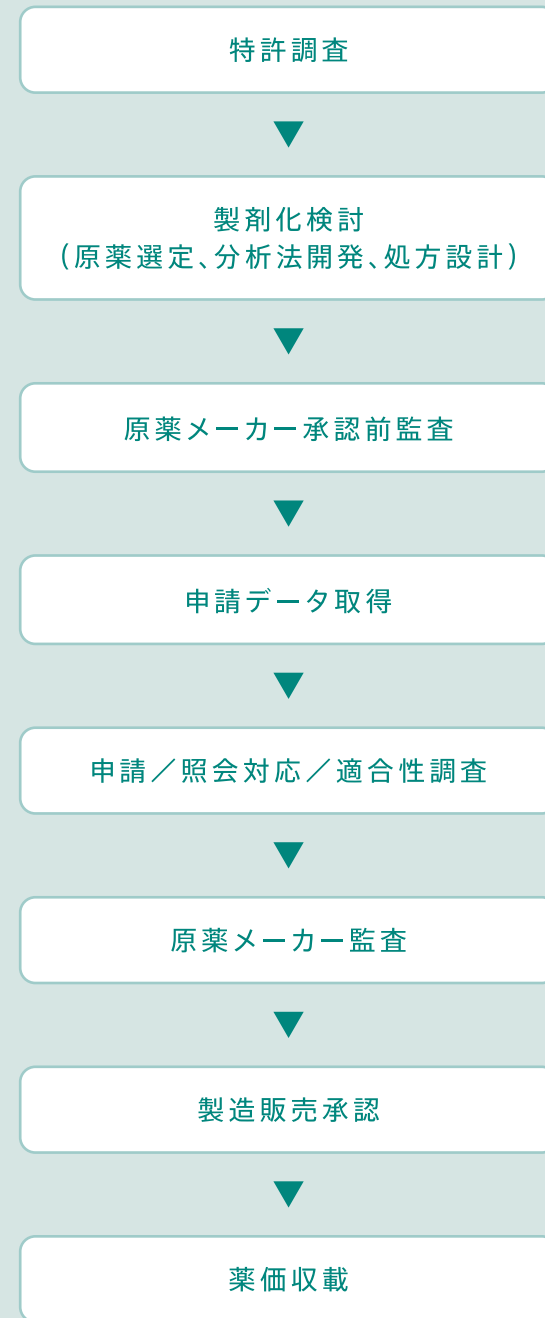 特許調査
製剤化検討
（原薬選定、分析法開発、処方設計）
原薬メーカー承認前監査
申請データ取得
申請／照会対応／適合性調査
原薬メーカー監査
製造販売承認
薬価収載